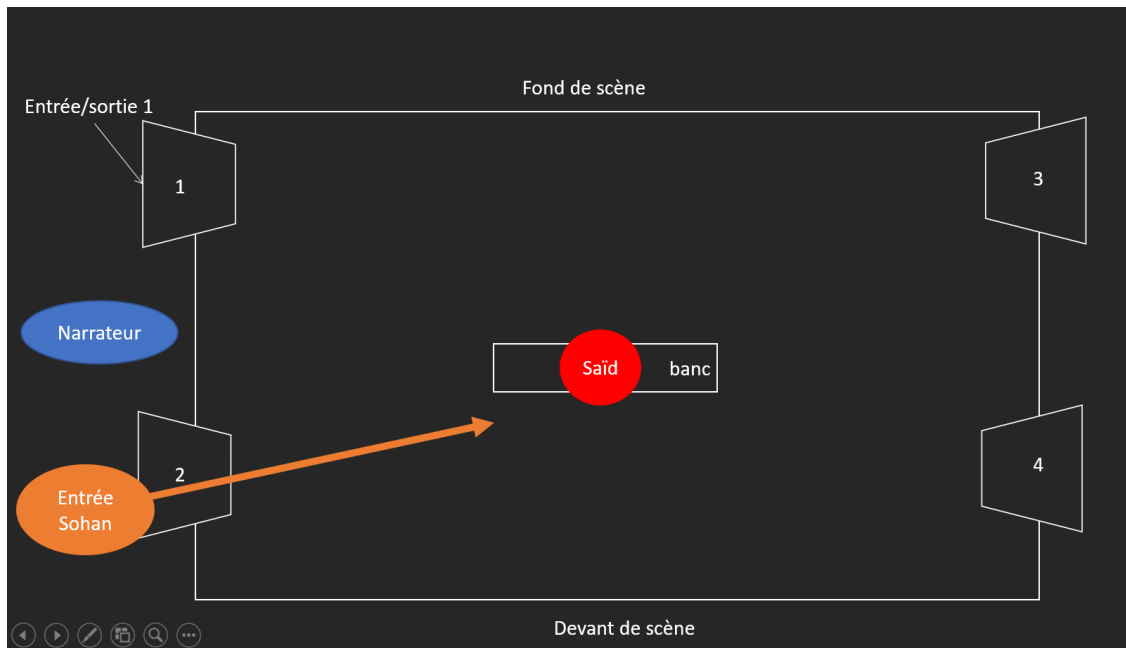 Fond de scène
Entrée/sortie 1
1
3
Narrateur
Saïd
banc
2
4
Entrée
Sohan
Devant de scène